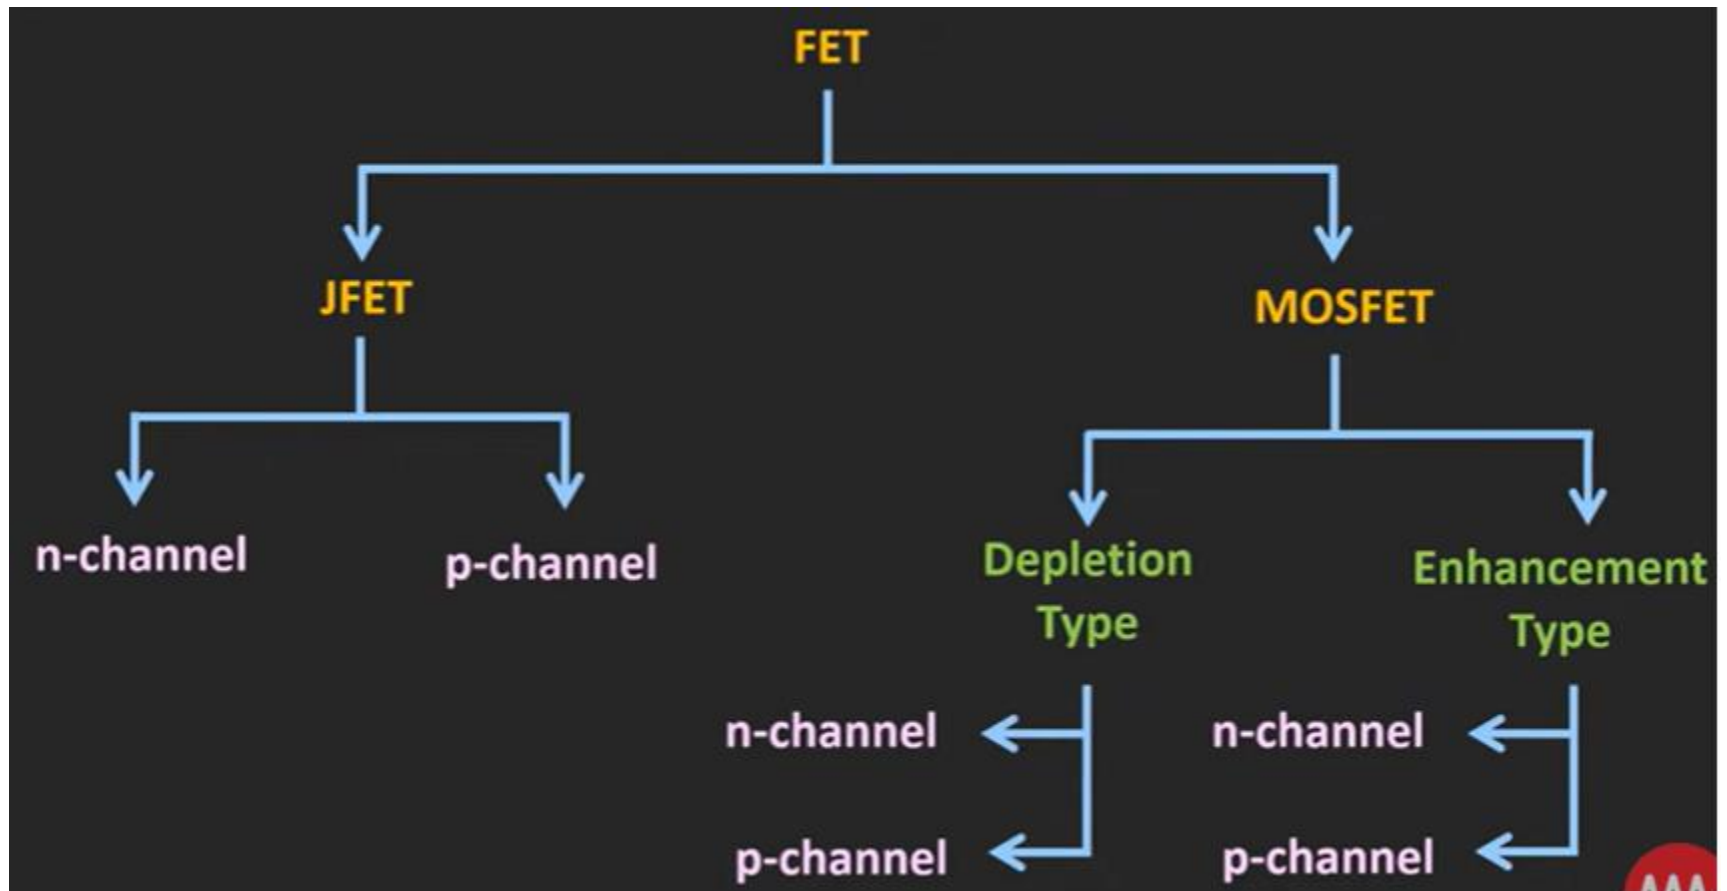 FET
JFET
MOSFET
n-channel
p-channel
Depletion
Type
Enhancement
Type
n-channel
n-channel
p-channel
p-channel